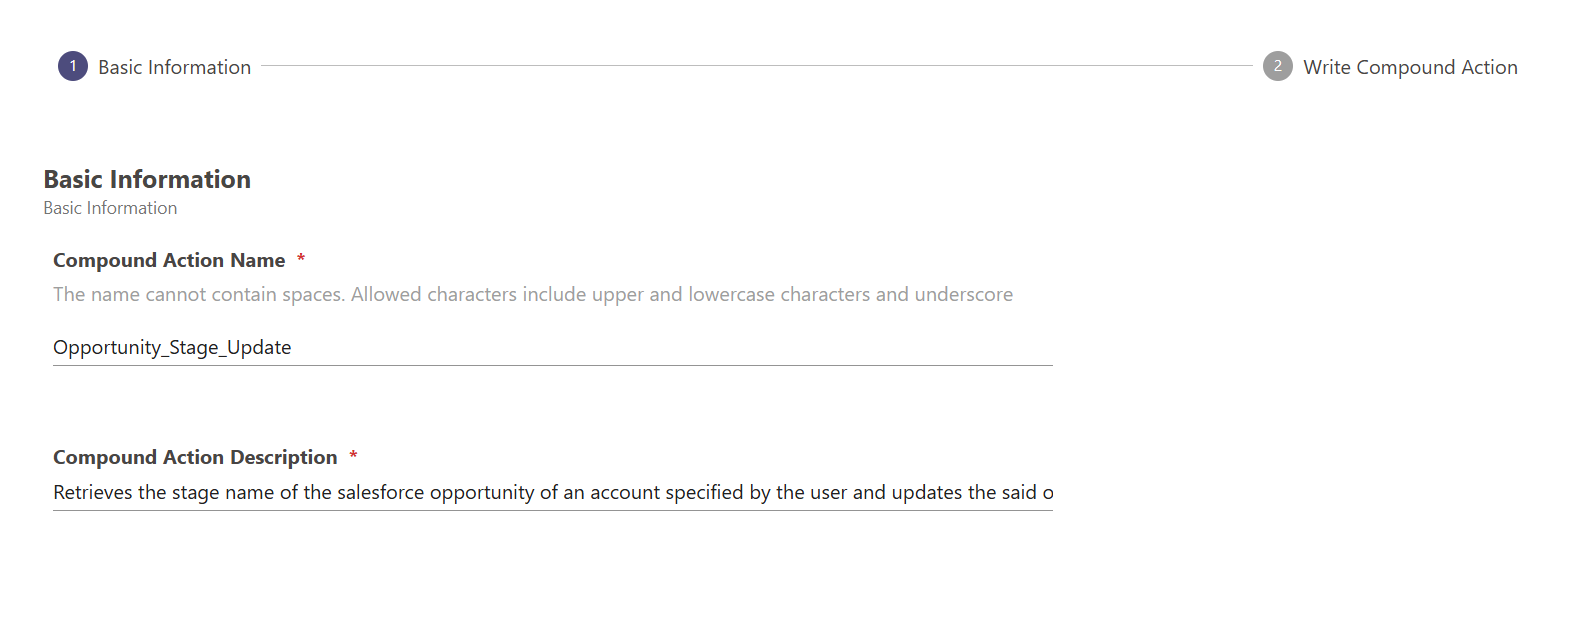 1 Basic Information
2 Write Compound Action
Basic Information
Basic Information
Compound Action Name *
The name cannot contain spaces. Allowed characters include upper and lowercase characters and underscore
Opportunity_Stage_Update
Compound Action Description *
Retrieves the stage name of the salesforce opportunity of an account specified by the user and updates the said o